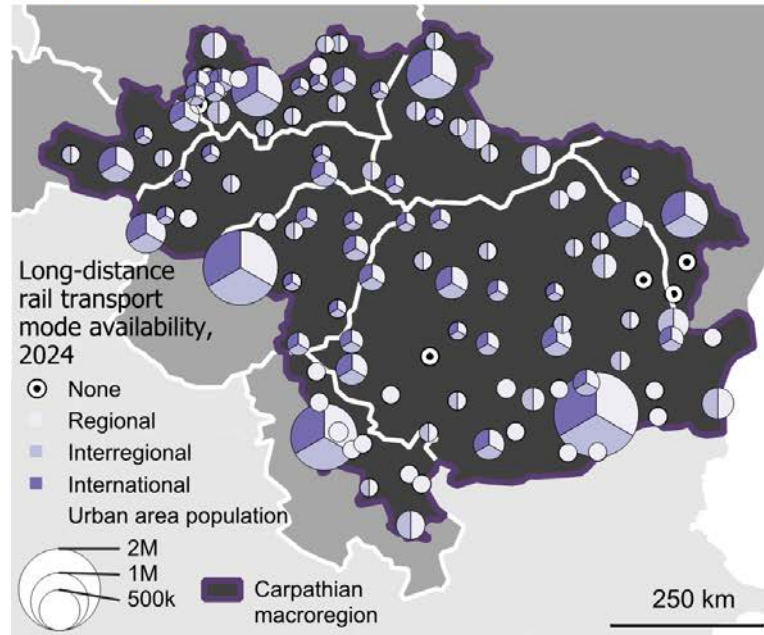 Long-distance
rail transport
mode availability,
2024
None
Regional
Interregional
International
Urban area population
2M
1M
500k
Carpathian
macroregion
250 km